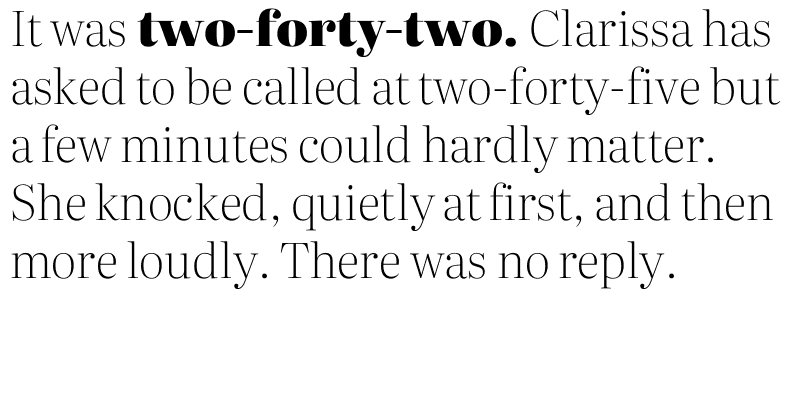 It was two-forty-two. Clarissa has
asked to be called at two-forty-five but
a few minutes could hardly matter.
She knocked, quietly at first, and then
more loudly. There was no reply.